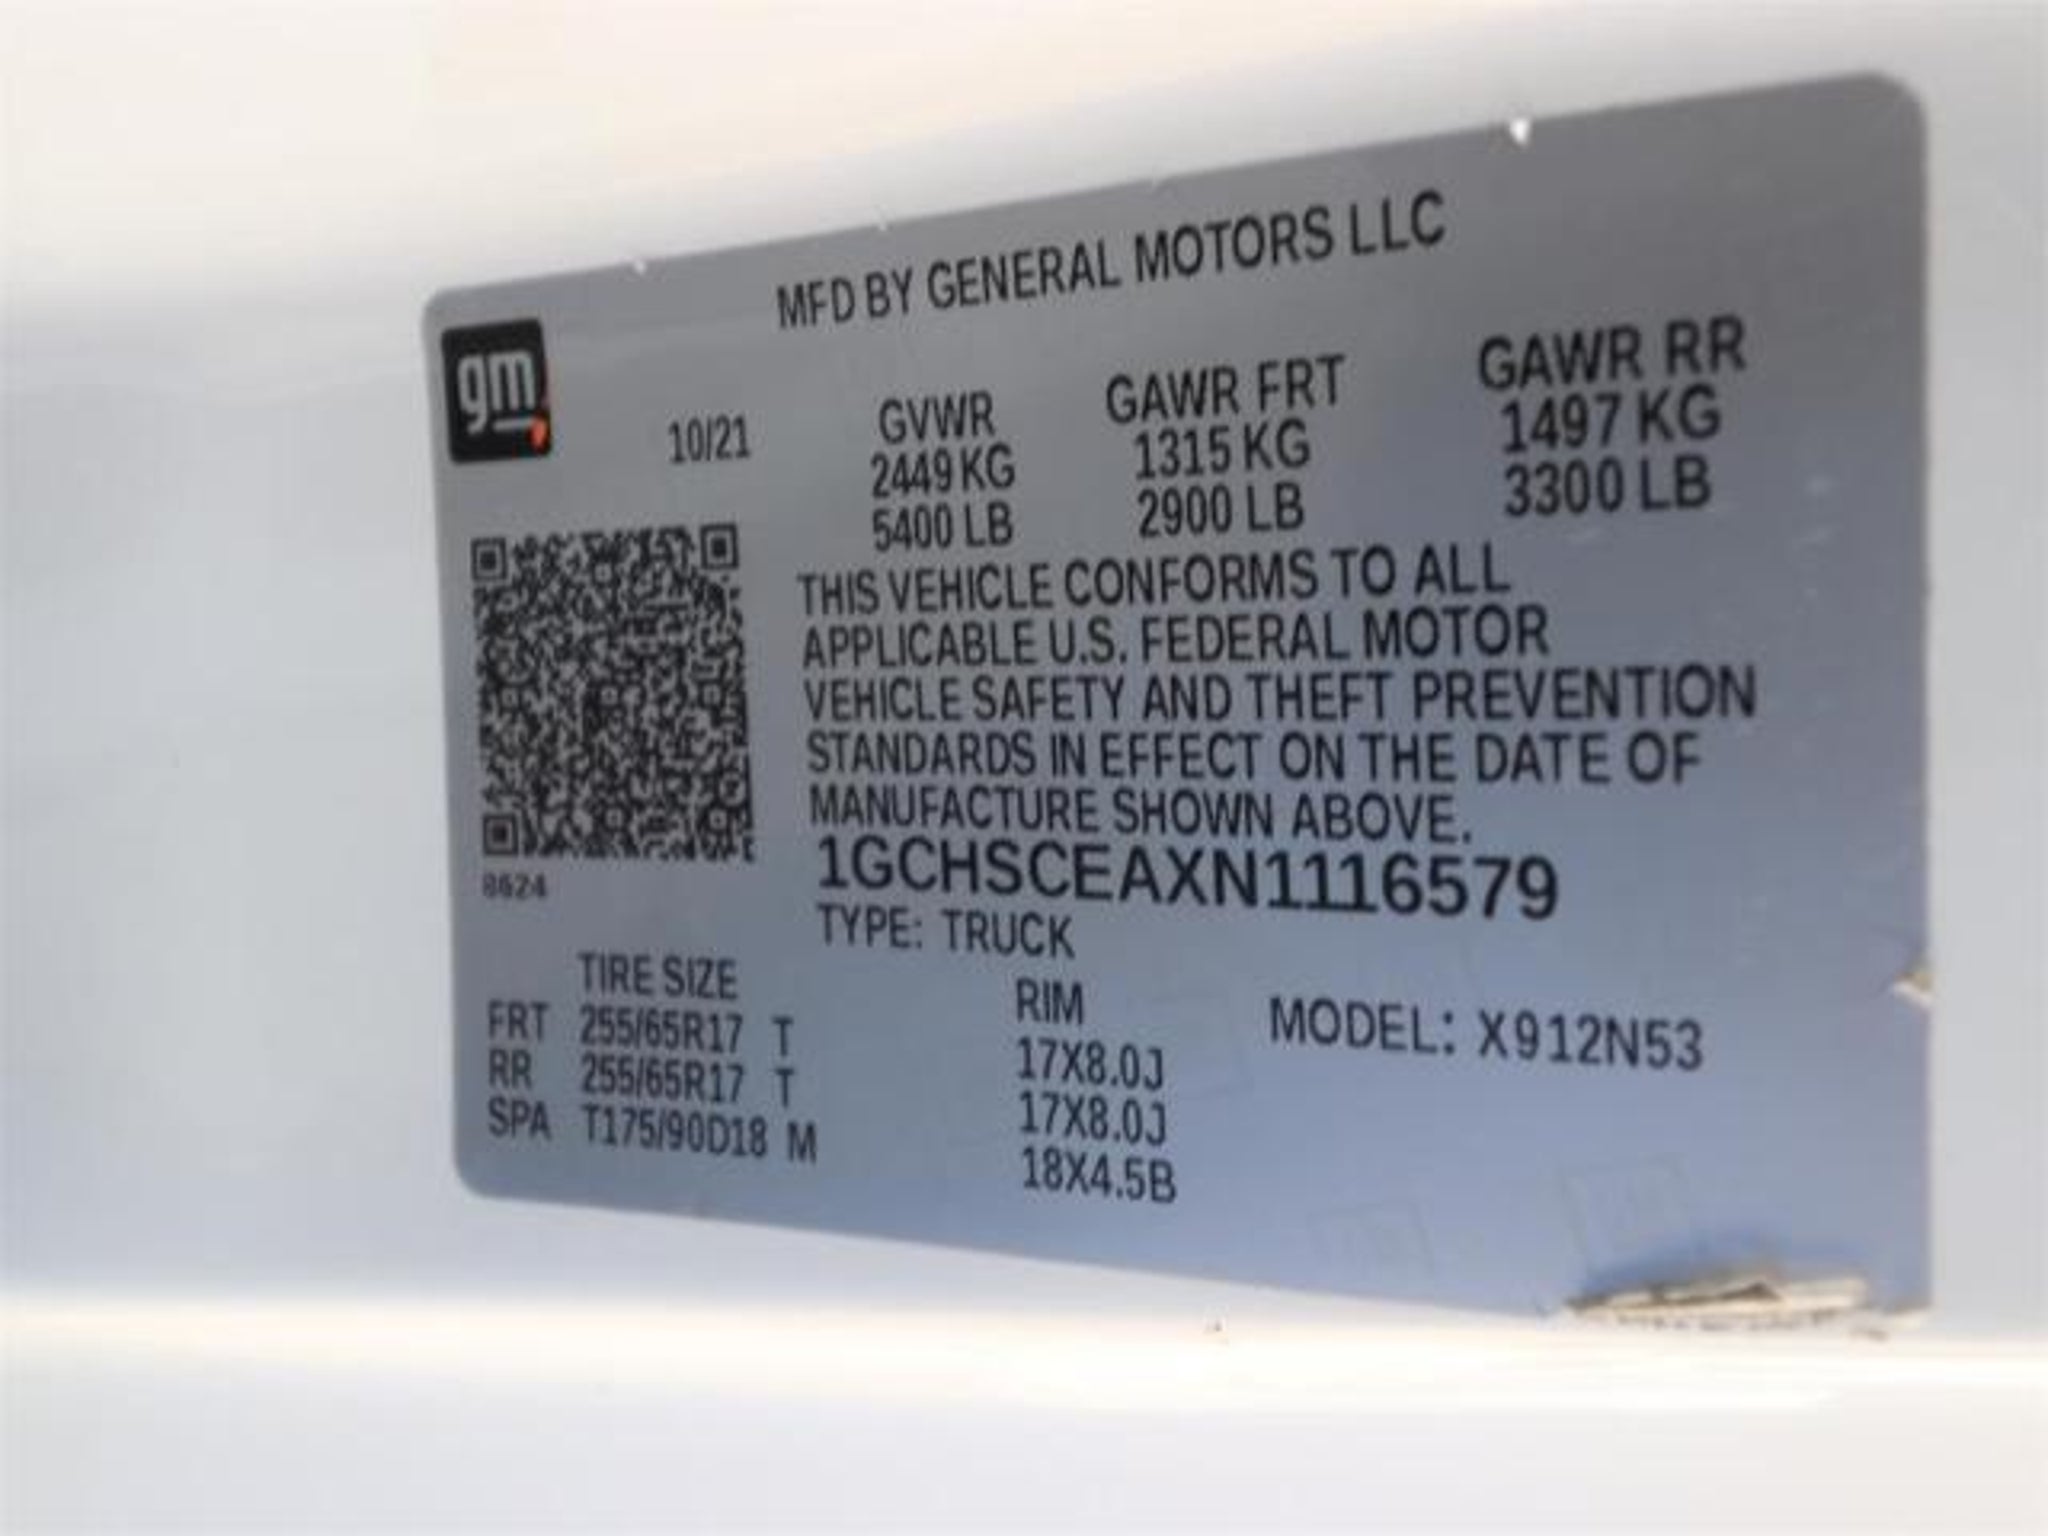 MFD BY GENERAL MOTORS LLC
gm
10/21
GVWR GAWR FRT GAWR RR
2449 KG 1315 KG 1497 KG
5400 LB 2900 LB 3300 LB
THIS VEHICLE CONFORMS TO ALL
APPLICABLE U.S. FEDERAL MOTOR
VEHICLE SAFETY AND THEFT PREVENTION
STANDARDS IN EFFECT ON THE DATE OF
MANUFACTURE SHOWN ABOVE.
8624
1GCHSCEAXN1116579
TYPE: TRUCK
TIRE SIZE RIM MODEL: X912N53
FRT 255/65R17 T 17X8.0J
RR 255/65R17 T 17X8.0J
SPA T175/90D18 M 18X4.5B